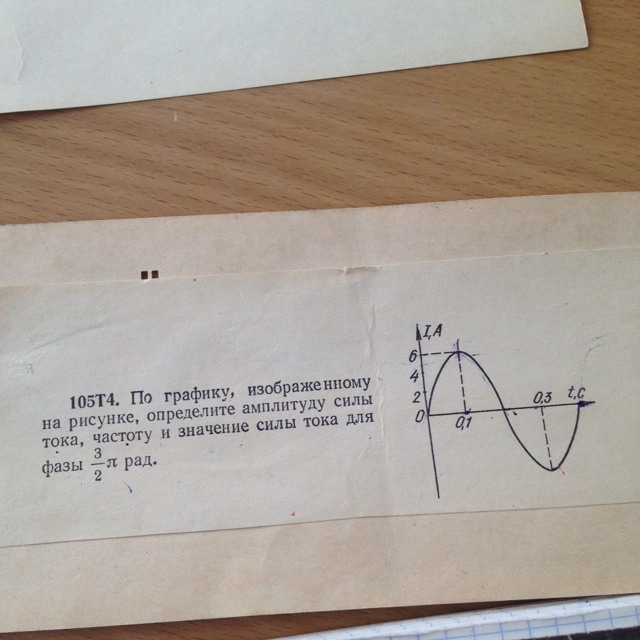 105Т4. По графику, изображенному
на рисунке, определите амплитуду силы
тока, частоту и значение силы тока для
фазы 3/2 π рад.
I,A
6
4
2
0
0,1
0,3
t,c